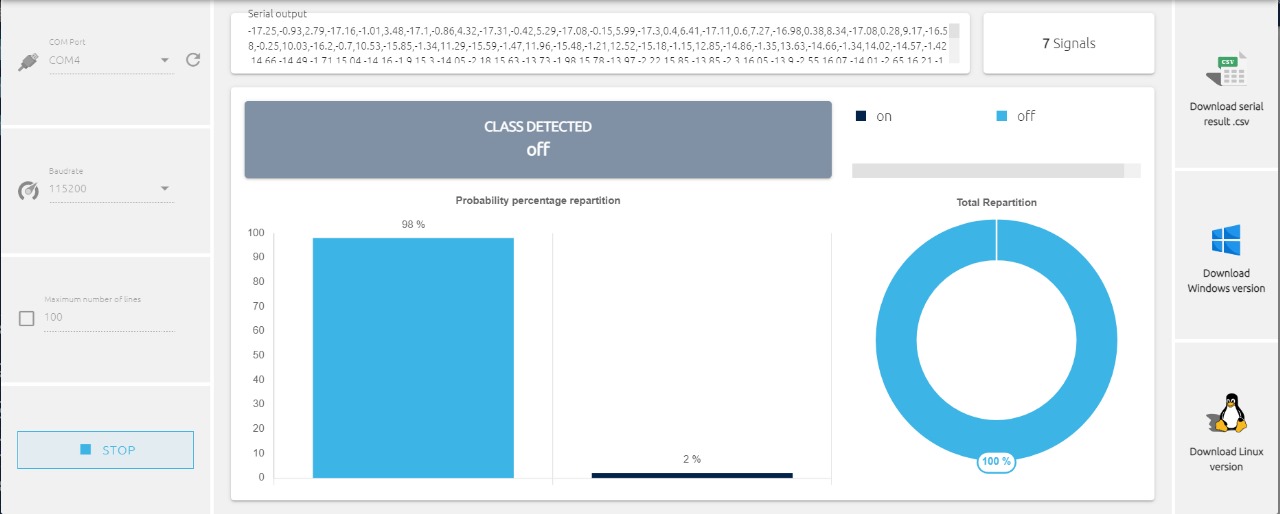 COM Port
COM4
Baudrate
115200
Maximum number of lines
100
STOP
Serial output
-17.25,-0.93,2.79,-17.16,-1.01,3.48,-17.1,-0.86,4.32,-17.31,-0.42,5.29,-17.08,-0.15,5.99,-17.3,0.4,6.41,-17.11,0.6,7.27,-16.98,0.38,8.34,-17.08,0.28,9.17,-16.5
8,-0.25,10.03,-16.2,-0.7,10.53,-15.85,-1.34,11.29,-15.59,-1.47,11.96,-15.48,-1.21,12.52,-15.18,-1.15,12.85,-14.86,-1.35,13.63,-14.66,-1.34,14.02,-14.57,-1.42
7 Signals
CLASS DETECTED
off
on
off
Probability percentage repartition
98 %
2 %
100
90
80
70
60
50
40
30
20
10
0
Total Repartition
100 %
Download serial
result .csv
CSV
Download
Windows version
Download Linux
version